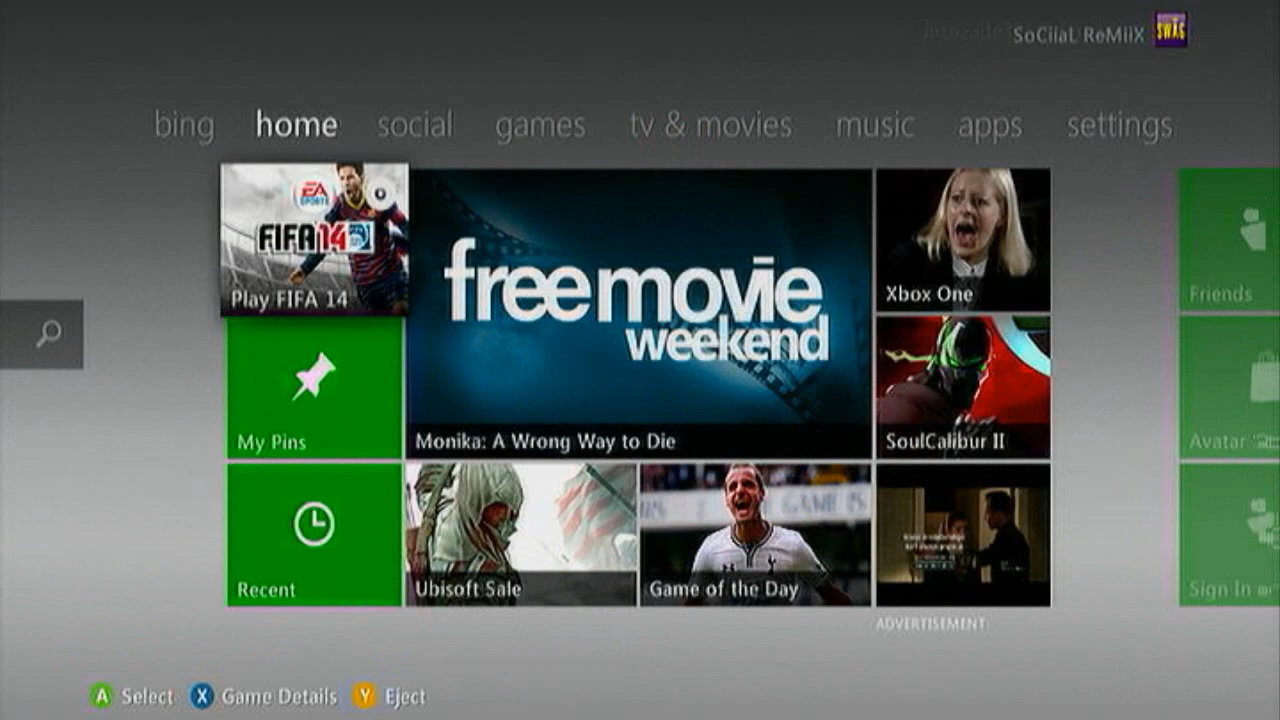 SoCiiaL ReMiiX
SWAG
bing home social games tv & movies music apps settings
EA SPORTS
FIFA 14
Play FIFA 14
free movie
weekend
Monika: A Wrong Way to Die
Xbox One
Friends
My Pins
SoulCalibur II
Avatar
Recent
Ubisoft Sale
GAME IS
Game of the Day
Sign In
ADVERTISEMENT
A Select X Game Details Y Eject